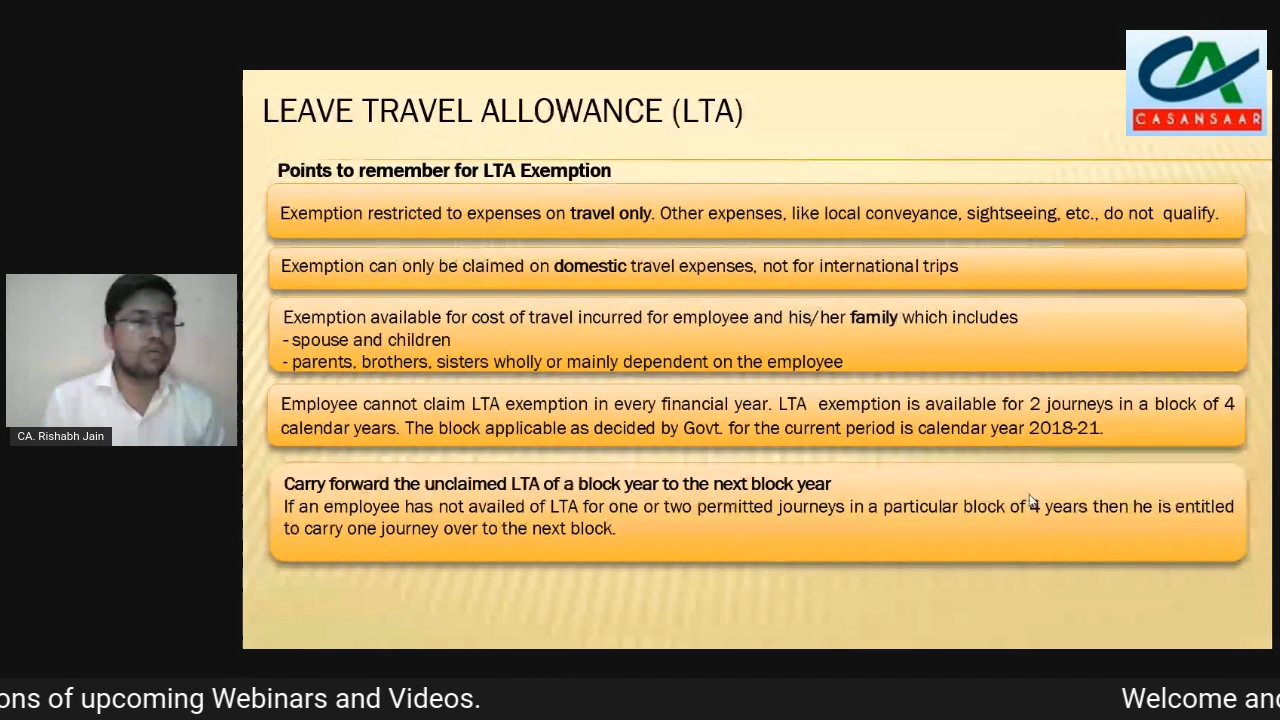 CASANSAAR
LEAVE TRAVEL ALLOWANCE (LTA)
Points to remember for LTA Exemption
Exemption restricted to expenses on travel only. Other expenses, like local conveyance, sightseeing, etc., do not qualify.
Exemption can only be claimed on domestic travel expenses, not for international trips
Exemption available for cost of travel incurred for employee and his/her family which includes
- spouse and children
- parents, brothers, sisters wholly or mainly dependent on the employee
Employee cannot claim LTA exemption in every financial year. LTA exemption is available for 2 journeys in a block of 4
calendar years. The block applicable as decided by Govt. for the current period is calendar year 2018-21.
Carry forward the unclaimed LTA of a block year to the next block year
If an employee has not availed of LTA for one or two permitted journeys in a particular block of 4 years then he is entitled
to carry one journey over to the next block.
CA. Rishabh Jain
ons of upcoming Webinars and Videos.
Welcome and